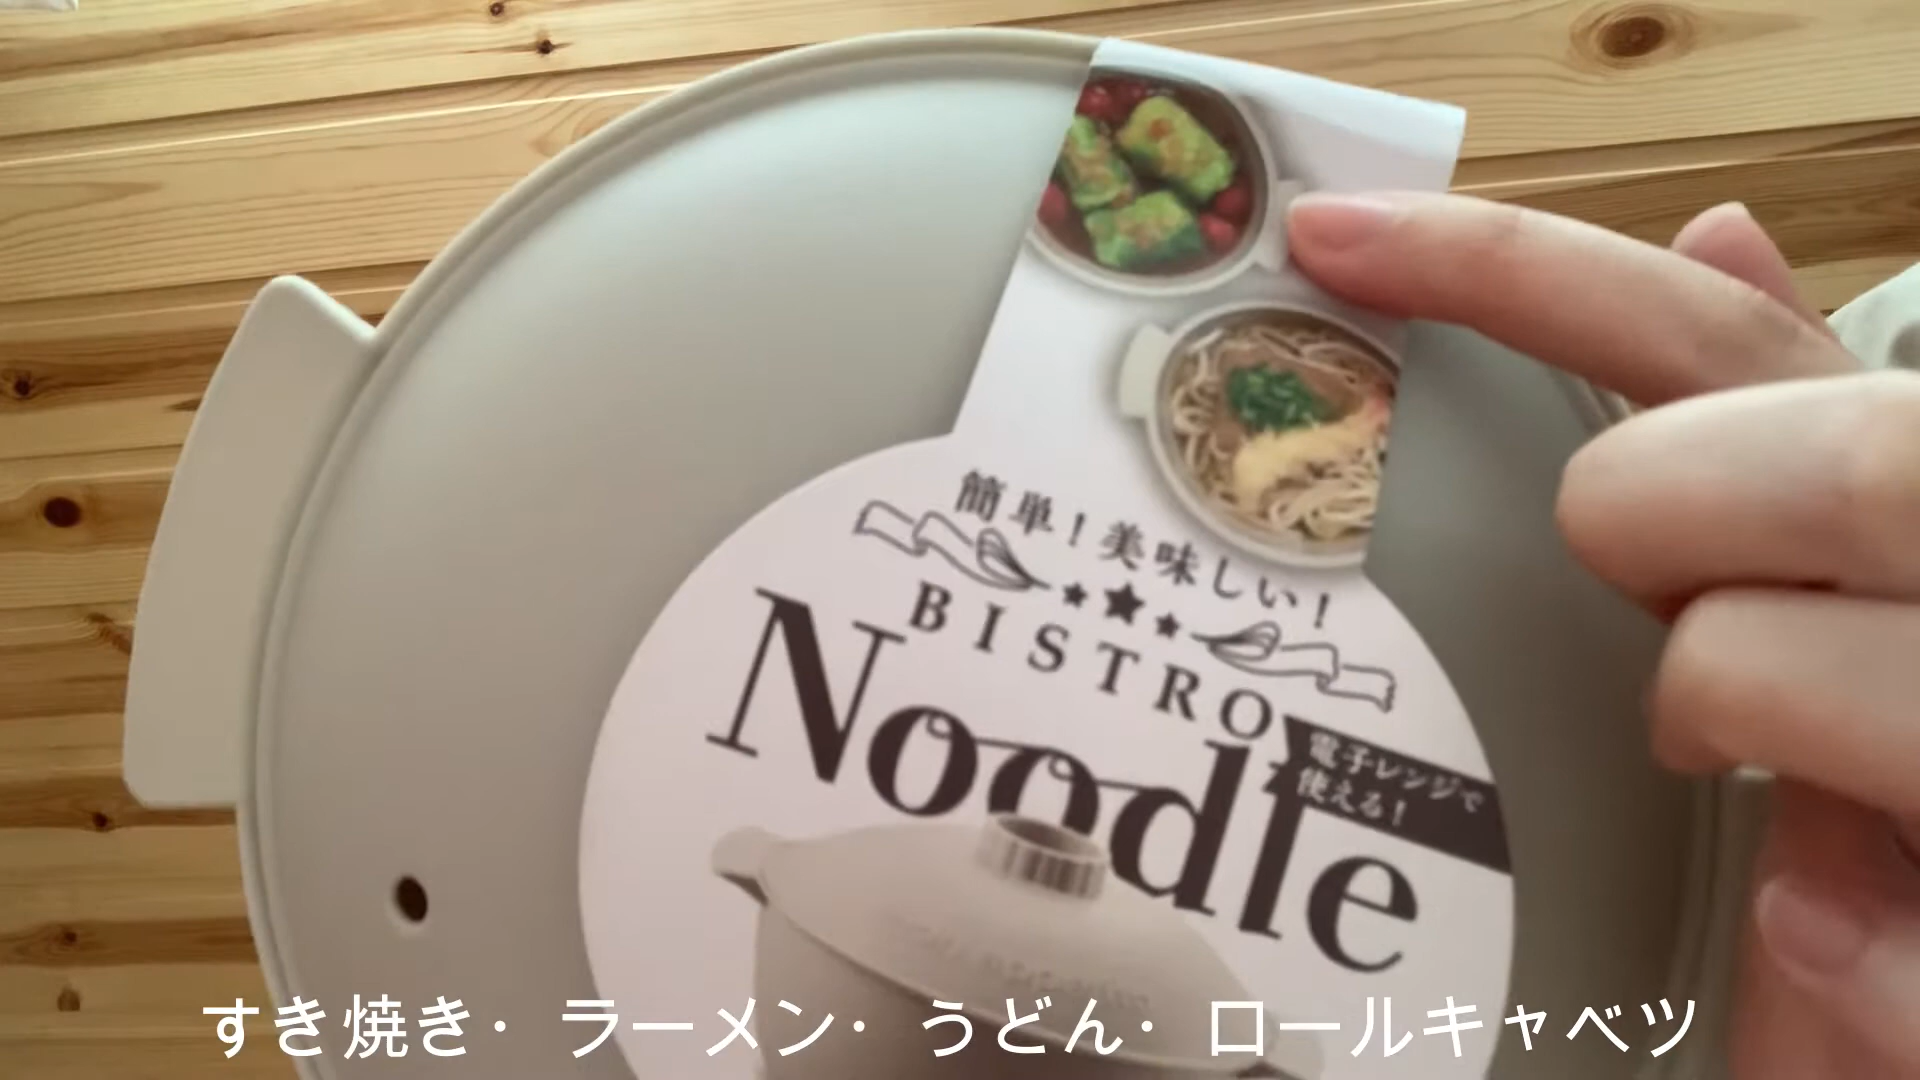 簡単！美味しい！
BISTRO
Noodle
電子レンジで
使える！
すき焼き・ラーメン・うどん・ロールキャベツ